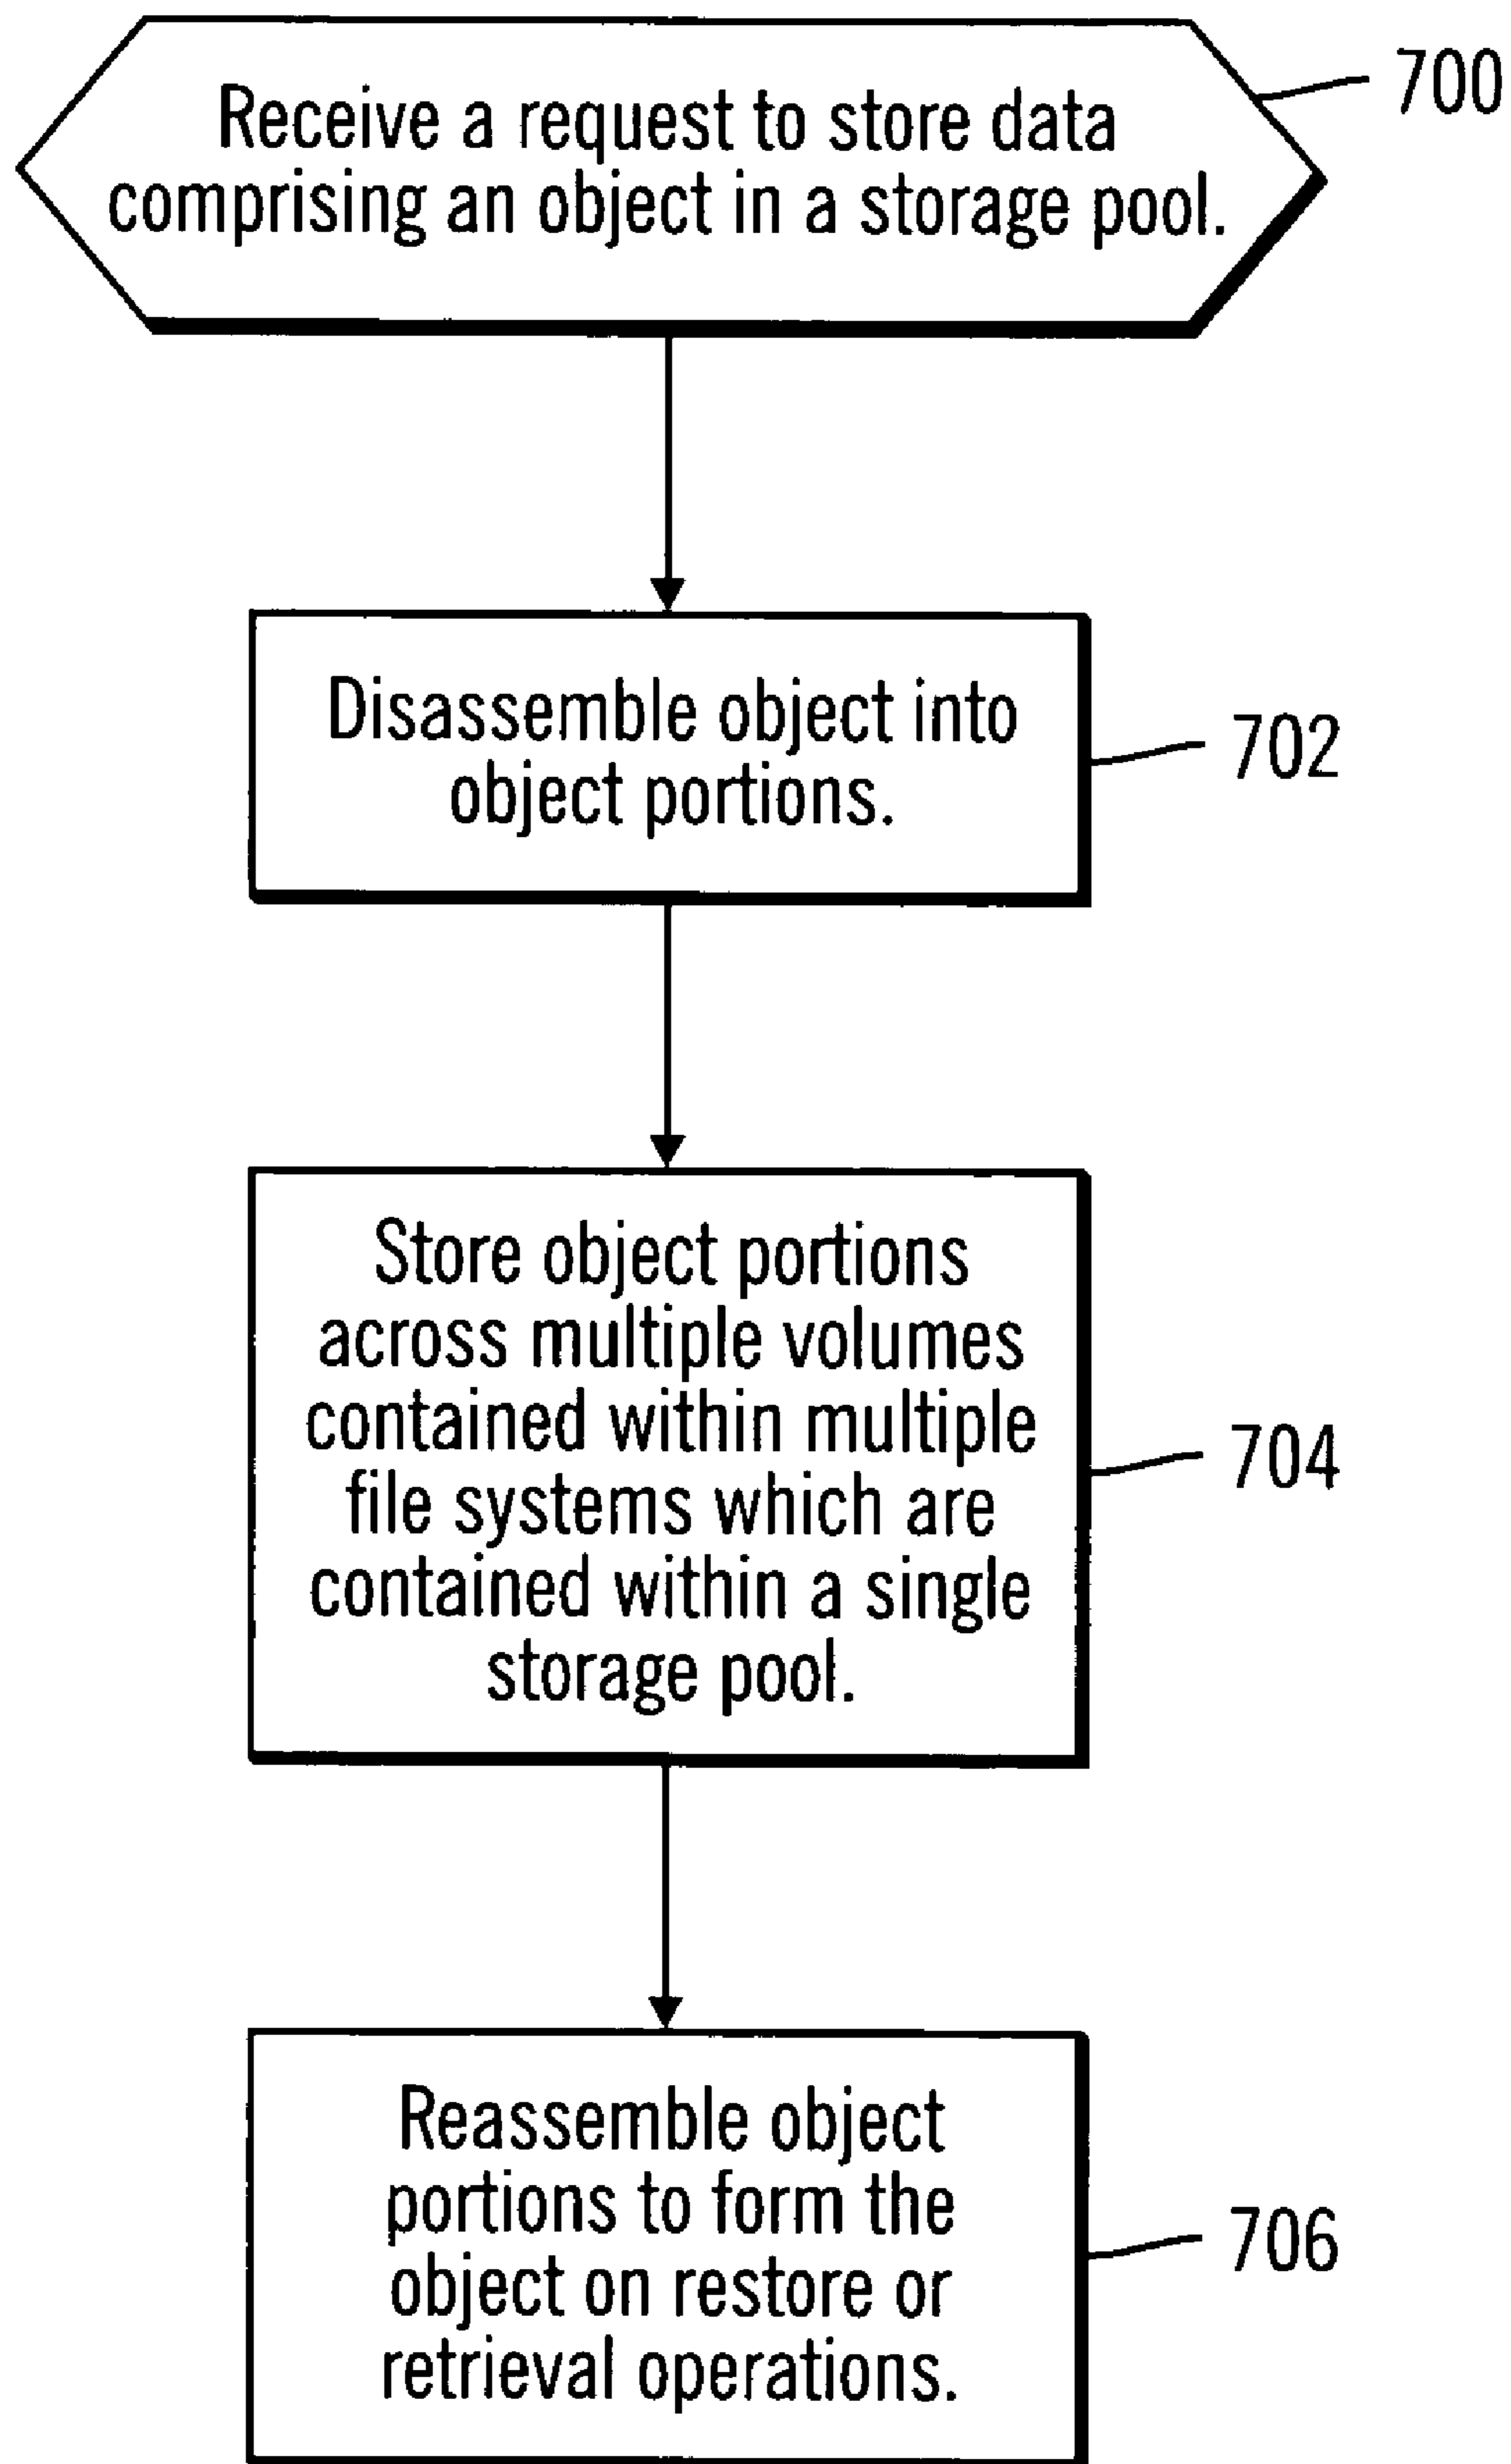 Receive a request to store data
comprising an object in a storage pool.
700
Disassemble object into
object portions.
702
Store object portions
across multiple volumes
contained within multiple
file systems which are
contained within a single
storage pool.
704
Reassemble object
portions to form the
object on restore or
retrieval operations.
706